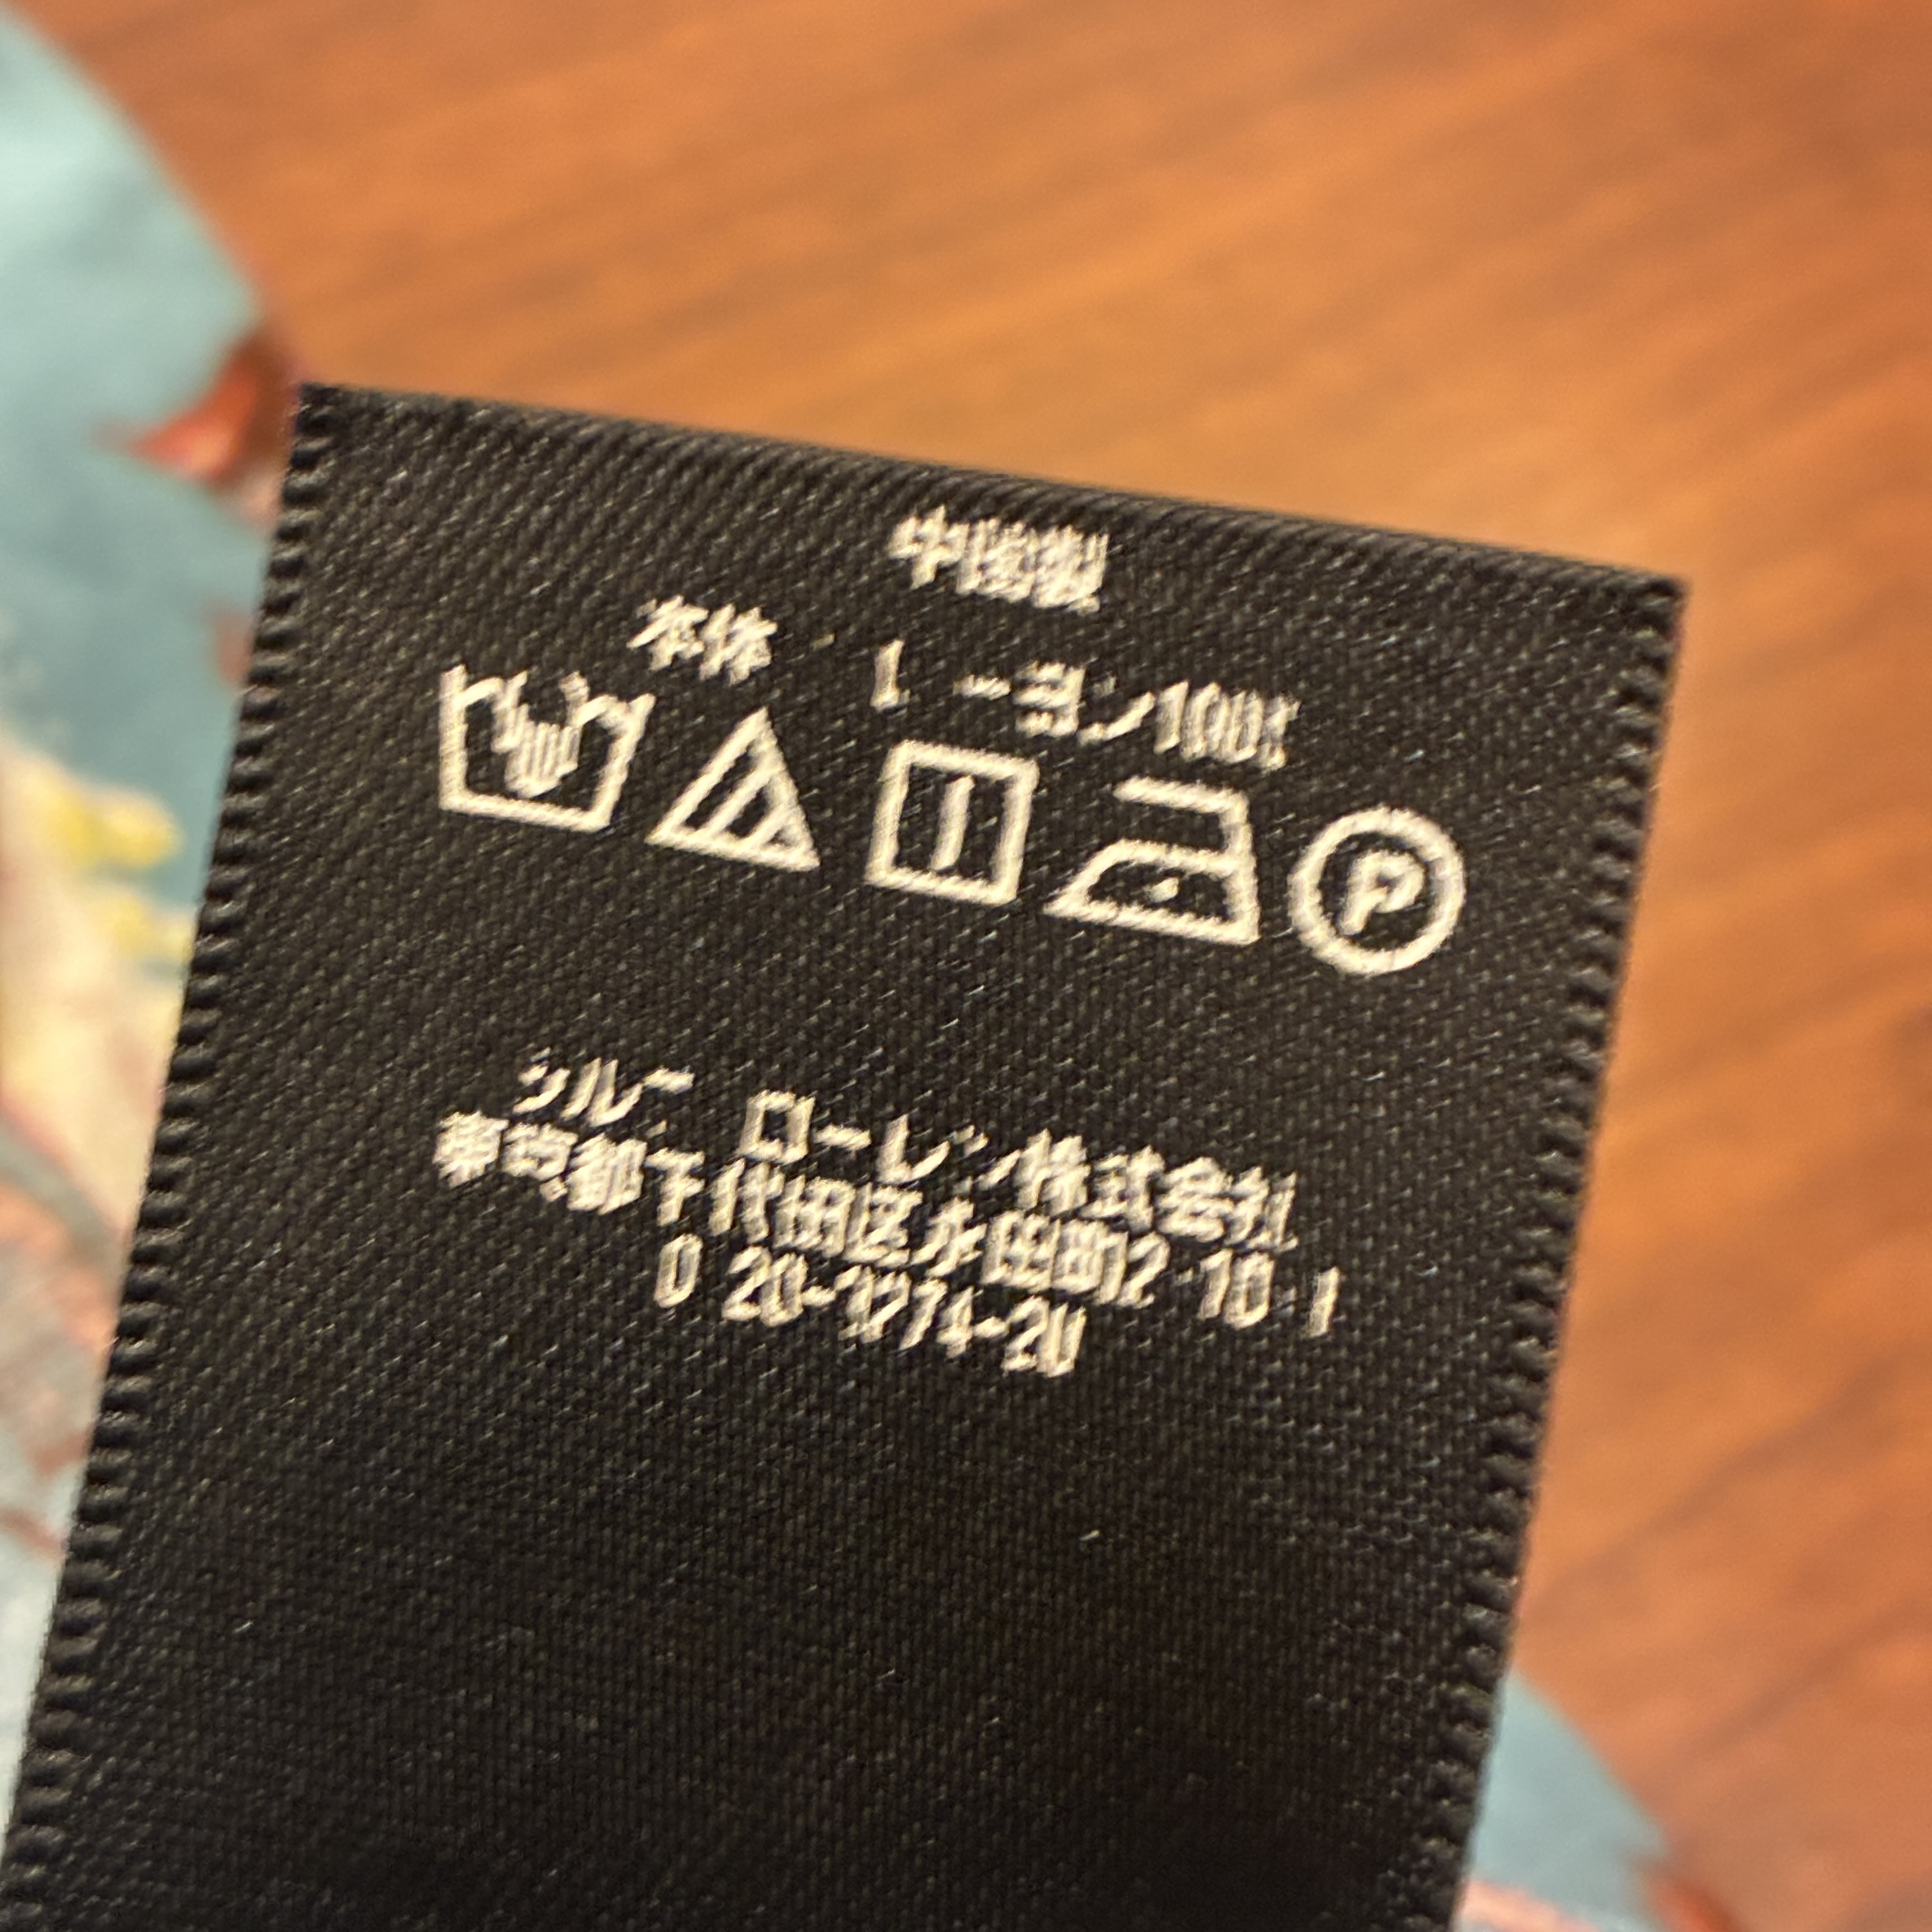 中国製
本体 レーヨン100%
P
ラルフ ローレン株式会社
東京都千代田区永田町2-10-1
0120-3274-20